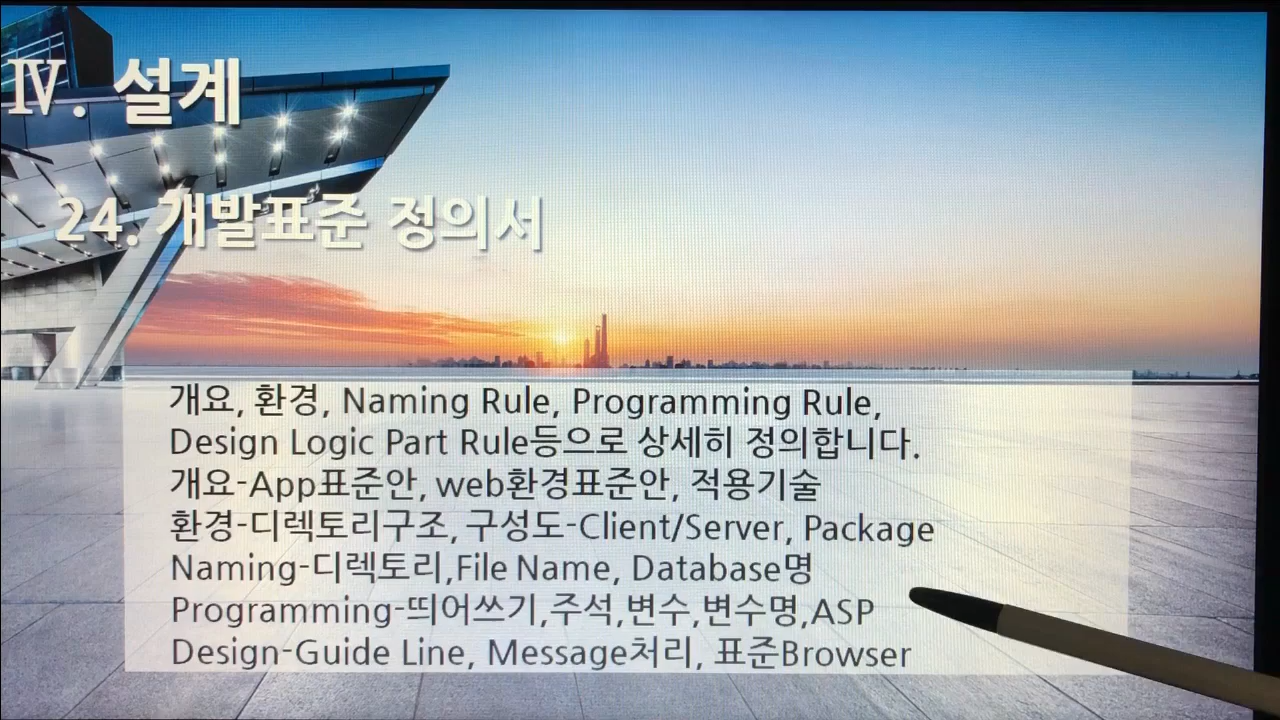 Ⅳ. 설계
24. 개발표준 정의서
개요, 환경, Naming Rule, Programming Rule,
Design Logic Part Rule등으로 상세히 정의합니다.
개요-App표준안, web환경표준안, 적용기술
환경-디렉토리구조, 구성도-Client/Server, Package
Naming-디렉토리,File Name, Database명
Programming-띄어쓰기,주석,변수,변수명,ASP
Design-Guide Line, Message처리, 표준Browser